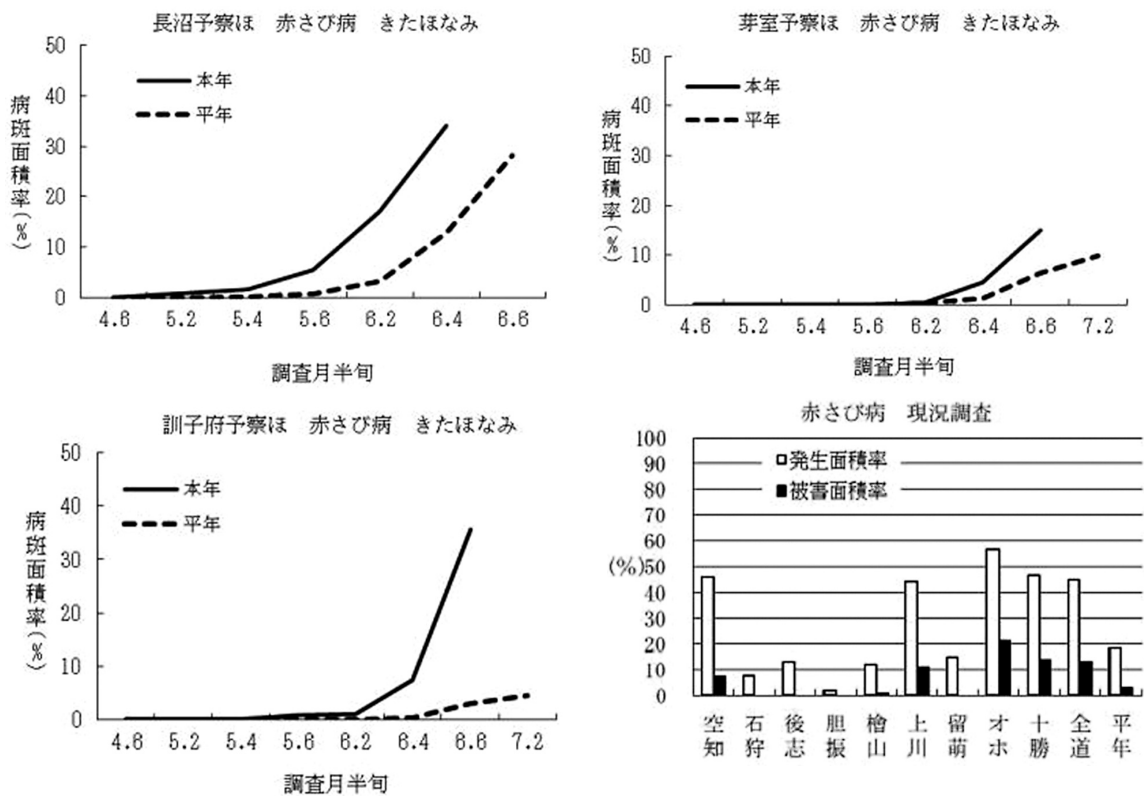 長沼予察ほ 赤さび病 きたほなみ
50
40
30
20
10
0
病斑面積率(%)
本年
平年
4.6 5.2 5.4 5.6 6.2 6.4 6.6
調査月半旬
芽室予察ほ 赤さび病 きたほなみ
50
40
30
20
10
0
病斑面積率(%)
本年
平年
4.6 5.2 5.4 5.6 6.2 6.4 6.6 7.2
調査月半旬
訓子府予察ほ 赤さび病 きたほなみ
50
40
30
20
10
0
病斑面積率(%)
本年
平年
4.6 5.2 5.4 5.6 6.2 6.4 6.6 7.2
調査月半旬
赤さび病 現況調査
100
90
80
70
60
50
40
30
20
10
0
(%)
発生面積率
被害面積率
空知 石狩 後志 胆振 檜山 上川 留萌 オホ 十勝 全道 平年